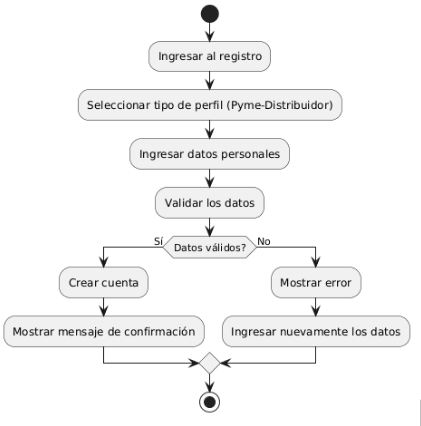 Ingresar al registro
Seleccionar tipo de perfil (Pyme-Distribuidor)
Ingresar datos personales
Validar los datos
Sí
Datos válidos?
No
Crear cuenta
Mostrar error
Mostrar mensaje de confirmación
Ingresar nuevamente los datos